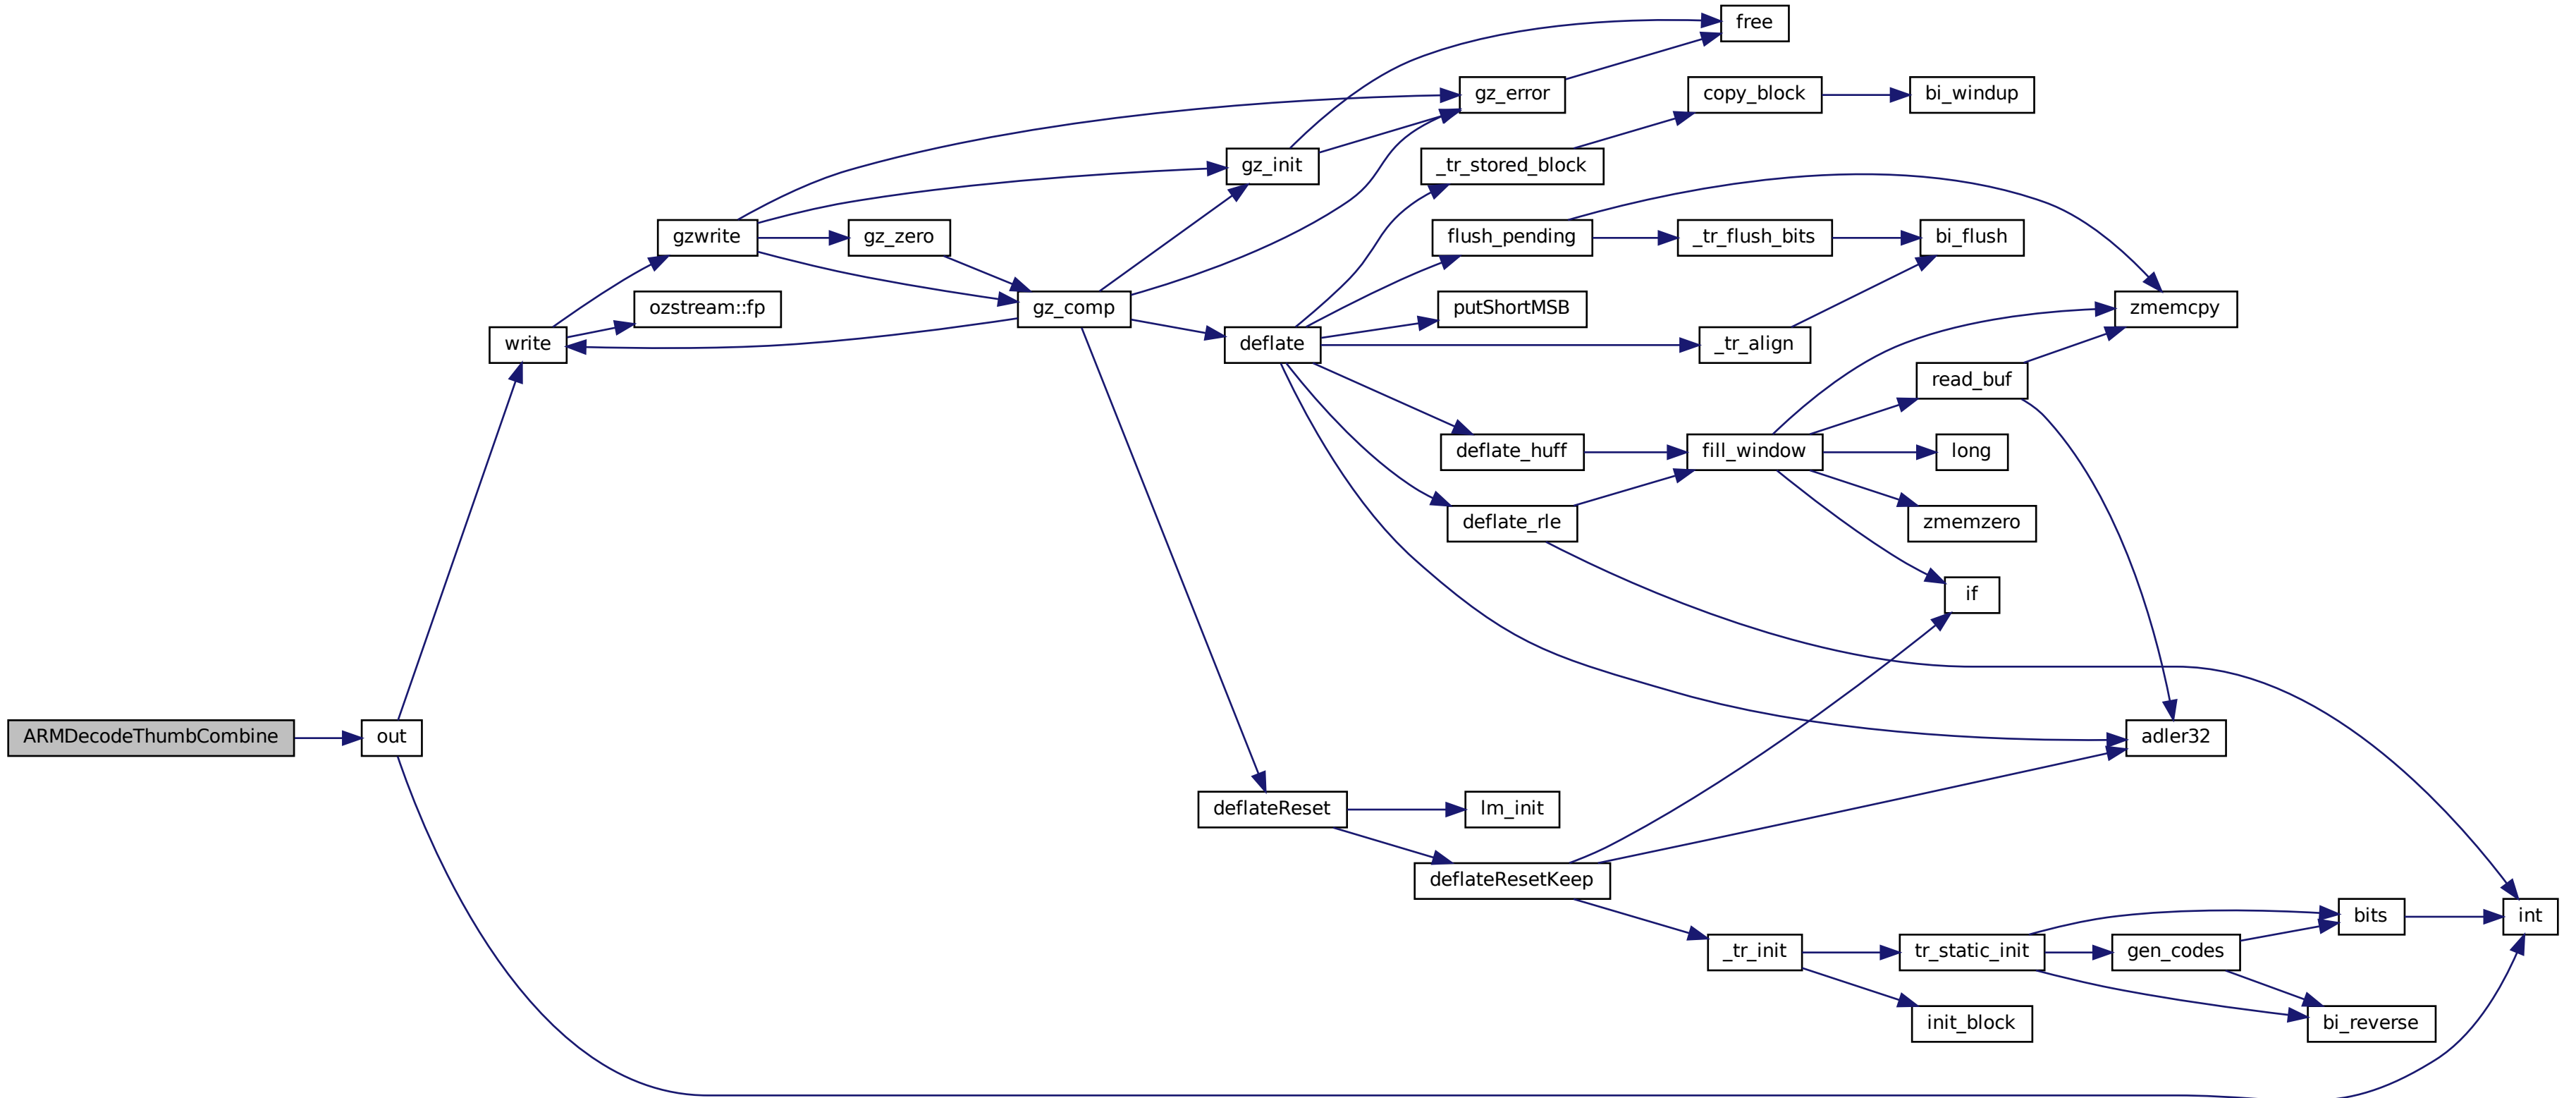 free
gz_error
copy_block
bi_windup
gz_init
_tr_stored_block
gzwrite
gz_zero
flush_pending
_tr_flush_bits
bi_flush
ozstream::fp
gz_comp
putShortMSB
zmemcpy
write
deflate
_tr_align
read_buf
deflate_huff
fill_window
long
deflate_rle
zmemzero
if
ARMDecodeThumbCombine
out
adler32
deflateReset
lm_init
deflateResetKeep
bits
int
_tr_init
tr_static_init
gen_codes
init_block
bi_reverse